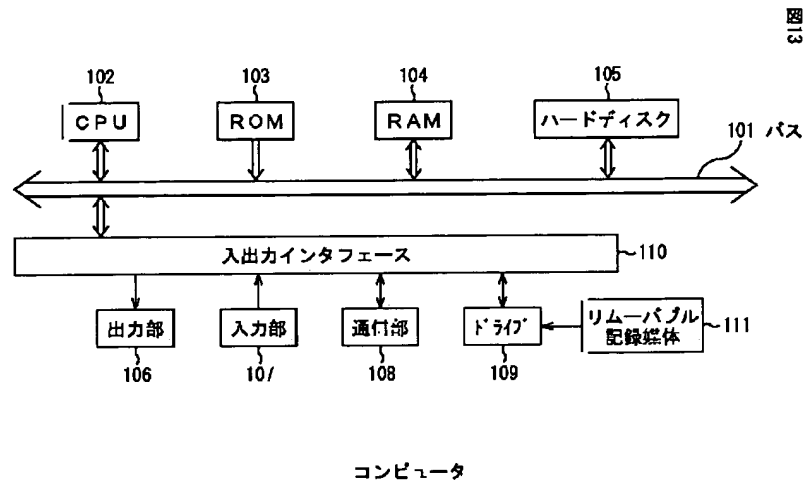 図13
102
103
104
105
CPU
ROM
RAM
ハードディスク
101 バス
入出力インタフェース
110
出力部
入力部
通信部
ドライブ
リムーバブル
記録媒体
111
106
107
108
109
コンピュータ